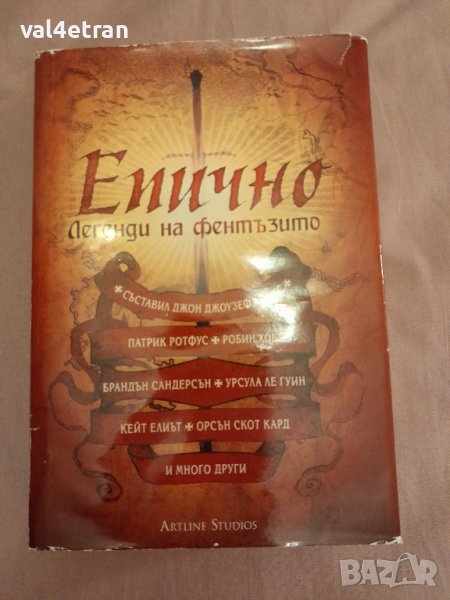 val4etran
Епично
Легенди на фентъзито
* СЪСТАВИЛ ДЖОН ДЖОУЗЕФ *
ПАТРИК РОТФУС ✤ РОБИН
БРАНДЪН САНДЕРСЪН ✤ УРСУЛА ЛЕ ГУИН
КЕЙТ ЕЛИЪТ ✤ ОРСЪН СКОТ КАРД
И МНОГО ДРУГИ
ARTLINE STUDIOS
BAZAR